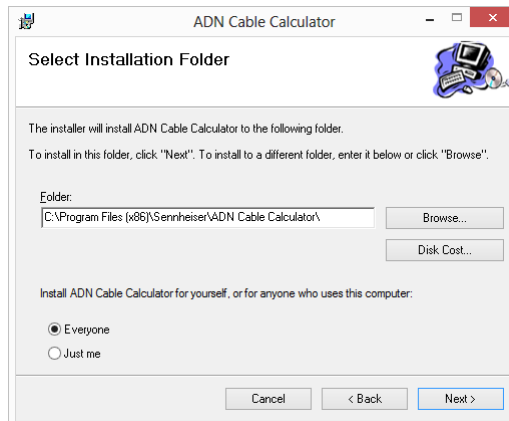 ADN Cable Calculator
Select Installation Folder
The installer will install ADN Cable Calculator to the following folder.
To install in this folder, click "Next". To install to a different folder, enter it below or click "Browse".
Folder:
C:\Program Files (x86)\Sennheiser\ADN Cable Calculator\
Browse...
Disk Cost...
Install ADN Cable Calculator for yourself, or for anyone who uses this computer:
Everyone
Just me
Cancel
< Back
Next >